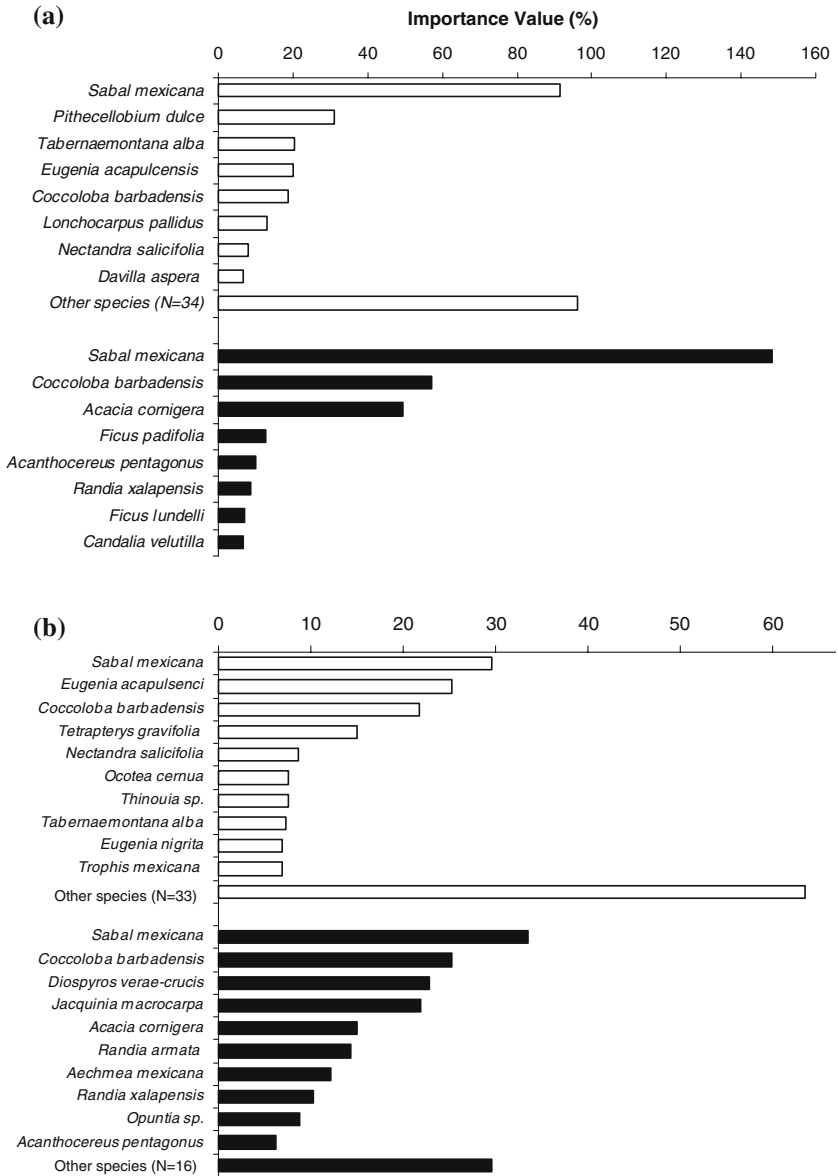 (a)
Importance Value (%)
0 20 40 60 80 100 120 140 160
Sabal mexicana
Pithecellobium dulce
Tabernaemontana alba
Eugenia acapulcensis
Coccoloba barbadensis
Lonchocarpus pallidus
Nectandra salicifolia
Davilla aspera
Other species (N=34)
Sabal mexicana
Coccoloba barbadensis
Acacia cornigera
Ficus padifolia
Acanthocereus pentagonus
Randia xalapensis
Ficus lundelli
Candalia velutilla
(b)
0 10 20 30 40 50 60
Sabal mexicana
Eugenia acapulsenci
Coccoloba barbadensis
Tetrapterys gravifolia
Nectandra salicifolia
Ocotea cernua
Thinouia sp.
Tabernaemontana alba
Eugenia nigrita
Trophis mexicana
Other species (N=33)
Sabal mexicana
Coccoloba barbadensis
Diospyros verae-crucis
Jacquinia macrocarpa
Acacia cornigera
Randia armata
Aechmea mexicana
Randia xalapensis
Opuntia sp.
Acanthocereus pentagonus
Other species (N=16)